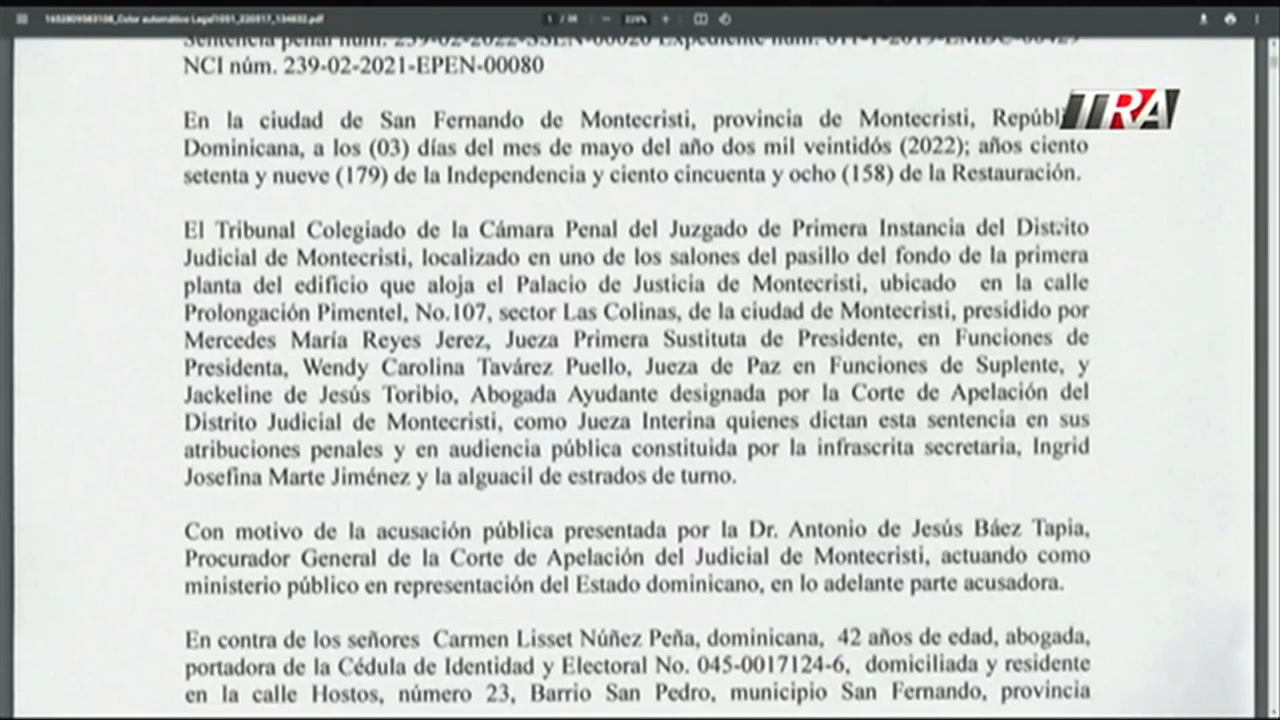 1 / 98
225%
NCI núm. 239-02-2021-EPEN-00080
TRA
En la ciudad de San Fernando de Montecristi, provincia de Montecristi,
Dominicana, a los (03) días del mes de mayo del año dos mil veintidós (2022); años ciento
setenta y nueve (179) de la Independencia y ciento cincuenta y ocho (158) de la Restauración.
El Tribunal Colegiado de la Cámara Penal del Juzgado de Primera Instancia del Distrito
Judicial de Montecristi, localizado en uno de los salones del pasillo del fondo de la primera
planta del edificio que aloja el Palacio de Justicia de Montecristi, ubicado en la calle
Prolongación Pimentel, No.107, sector Las Colinas, de la ciudad de Montecristi, presidido por
Mercedes María Reyes Jerez, Jueza Primera Sustituta de Presidente, en Funciones de
Presidenta, Wendy Carolina Tavárez Puello, Jueza de Paz en Funciones de Suplente, y
Jackeline de Jesús Toribio, Abogada Ayudante designada por la Corte de Apelación del
Distrito Judicial de Montecristi, como Jueza Interina quienes dictan esta sentencia en sus
atribuciones penales y en audiencia pública constituida por la infrascrita secretaria, Ingrid
Josefina Marte Jiménez y la alguacil de estrados de turno.
Con motivo de la acusación pública presentada por la Dr. Antonio de Jesús Báez Tapia,
Procurador General de la Corte de Apelación del Judicial de Montecristi, actuando como
ministerio público en representación del Estado dominicano, en lo adelante parte acusadora.
En contra de los señores Carmen Lisset Núñez Peña, dominicana, 42 años de edad, abogada,
portadora de la Cédula de Identidad y Electoral No. 045-0017124-6, domiciliada y residente
en la calle Hostos, número 23, Barrio San Pedro, municipio San Fernando, provincia